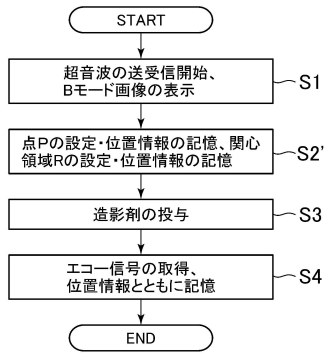 START
超音波の送受信開始、
Bモード画像の表示
S1
点Pの設定・位置情報の記憶、関心
領域Rの設定・位置情報の記憶
S2'
造影剤の投与
S3
エコー信号の取得、
位置情報とともに記憶
S4
END